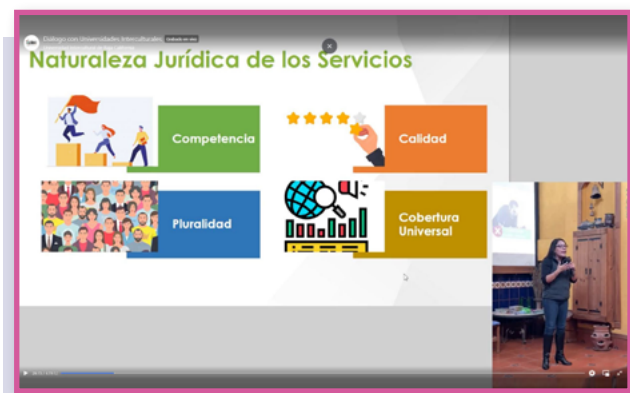 Diálogo con Universidades Interculturales
Naturaleza Jurídica de los Servicios
Competencia
Calidad
Pluralidad
Cobertura
Universal